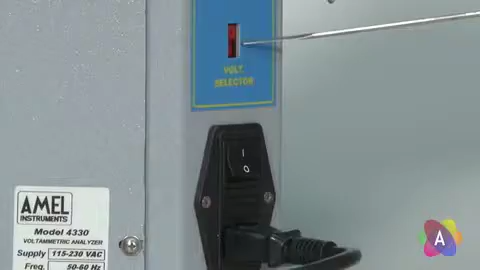 VOLT.
SELECTOR
I
O
AMEL
INSTRUMENTS
Model 4330
VOLTAMMETRIC ANALYZER
Supply 115-230 VAC
Freq. 50-60 Hz
A